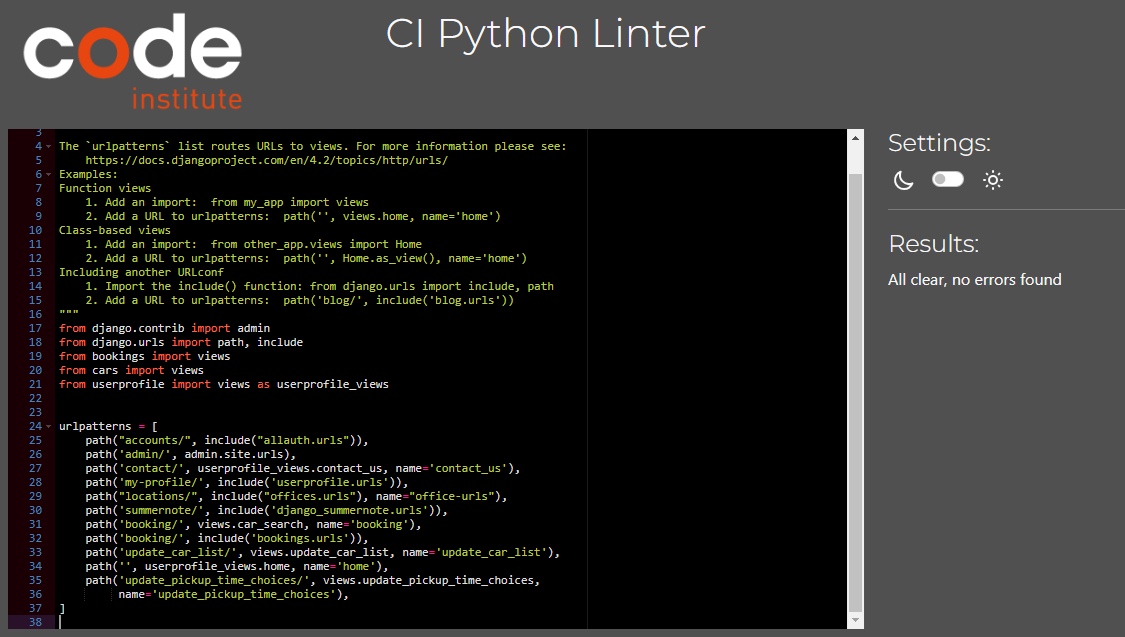 code
institute
CI Python Linter
3
4 The `urlpatterns` list routes URLs to views. For more information please see:
5     https://docs.djangoproject.com/en/4.2/topics/http/urls/
6 Examples:
7 Function views
8     1. Add an import:  from my_app import views
9     2. Add a URL to urlpatterns:  path('', views.home, name='home')
10 Class-based views
11     1. Add an import:  from other_app.views import Home
12     2. Add a URL to urlpatterns:  path('', Home.as_view(), name='home')
13 Including another URLconf
14     1. Import the include() function: from django.urls import include, path
15     2. Add a URL to urlpatterns:  path('blog/', include('blog.urls'))
16 """
17 from django.contrib import admin
18 from django.urls import path, include
19 from bookings import views
20 from cars import views
21 from userprofile import views as userprofile_views
22
23
24 urlpatterns = [
25     path("accounts/", include("allauth.urls")),
26     path('admin/', admin.site.urls),
27     path('contact/', userprofile_views.contact_us, name='contact_us'),
28     path('my-profile/', include('userprofile.urls')),
29     path("locations/", include("offices.urls"), name="office-urls"),
30     path('summernote/', include('django_summernote.urls')),
31     path('booking/', views.car_search, name='booking'),
32     path('booking/', include('bookings.urls')),
33     path('update_car_list/', views.update_car_list, name='update_car_list'),
34     path('', userprofile_views.home, name='home'),
35     path('update_pickup_time_choices/', views.update_pickup_time_choices,
36          name='update_pickup_time_choices'),
37 ]
38
Settings:
Results:
All clear, no errors found